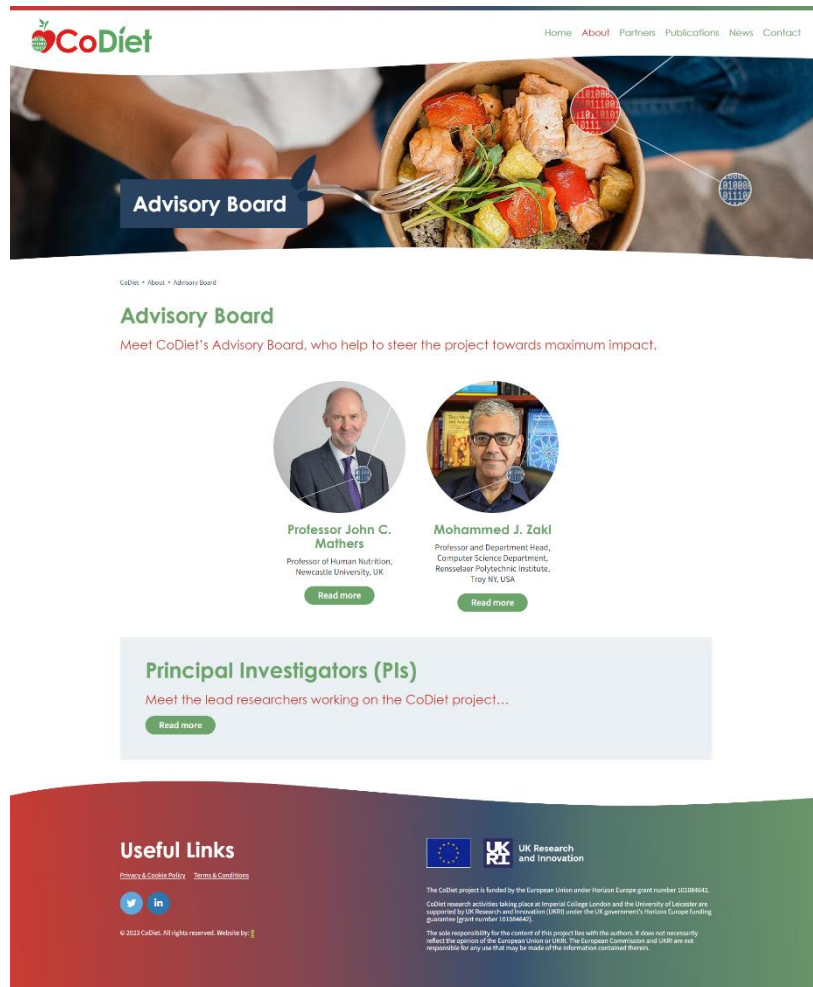 CoDiet
Home About Partners Publications News Contact
Advisory Board
CoDiet • About • Advisory Board
Advisory Board
Meet CoDiet's Advisory Board, who help to steer the project towards maximum impact.
Professor John C.
Mathers
Professor of Human Nutrition,
Newcastle University, UK
Read more
Mohammed J. Zaki
Professor and Department Head,
Computer Science Department,
Rensselaer Polytechnic Institute,
Troy NY, USA
Read more
Principal Investigators (PIs)
Meet the lead researchers working on the CoDiet project...
Read more
Useful Links
Privacy & Cookie Policy Terms & Conditions
in
© 2023 CoDiet. All rights reserved. Website by:
UK
RI
UK Research
and Innovation
The CoDiet project is funded by the European Union under Horizon Europe grant number 101084642.
CoDiet research activities taking place at Imperial College London and the University of Leicester are
supported by UK Research and Innovation (UKRI) under the UK government's Horizon Europe funding
guarantee [grant number 101084642].
The sole responsibility for the content of this project lies with the authors. It does not necessarily
reflect the opinion of the European Union or UKRI. The European Commission and UKRI are not
responsible for any use that may be made of the information contained therein.